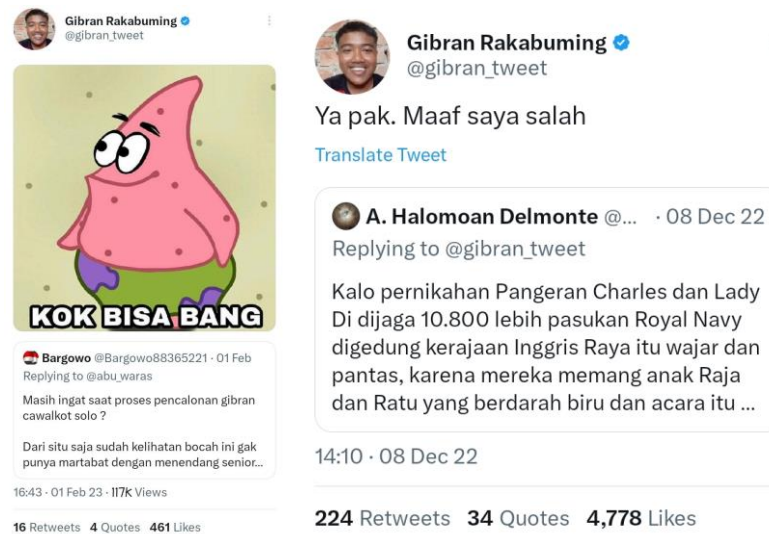 Gibran Rakabuming
@gibran_tweet
KOK BISA BANG
Bargowo @Bargowo88365221 · 01 Feb
Replying to @abu_waras
Masih ingat saat proses pencalonan gibran
cawalkot solo ?
Dari situ saja sudah kelihatan bocah ini gak
punya martabat dengan menendang senior...
16:43 · 01 Feb 23 · 117K Views
16 Retweets 4 Quotes 461 Likes
Gibran Rakabuming
@gibran_tweet
Ya pak. Maaf saya salah
Translate Tweet
A. Halomoan Delmonte @... · 08 Dec 22
Replying to @gibran_tweet
Kalo pernikahan Pangeran Charles dan Lady
Di dijaga 10.800 lebih pasukan Royal Navy
digedung kerajaan Inggris Raya itu wajar dan
pantas, karena mereka memang anak Raja
dan Ratu yang berdarah biru dan acara itu ...
14:10 · 08 Dec 22
224 Retweets 34 Quotes 4,778 Likes